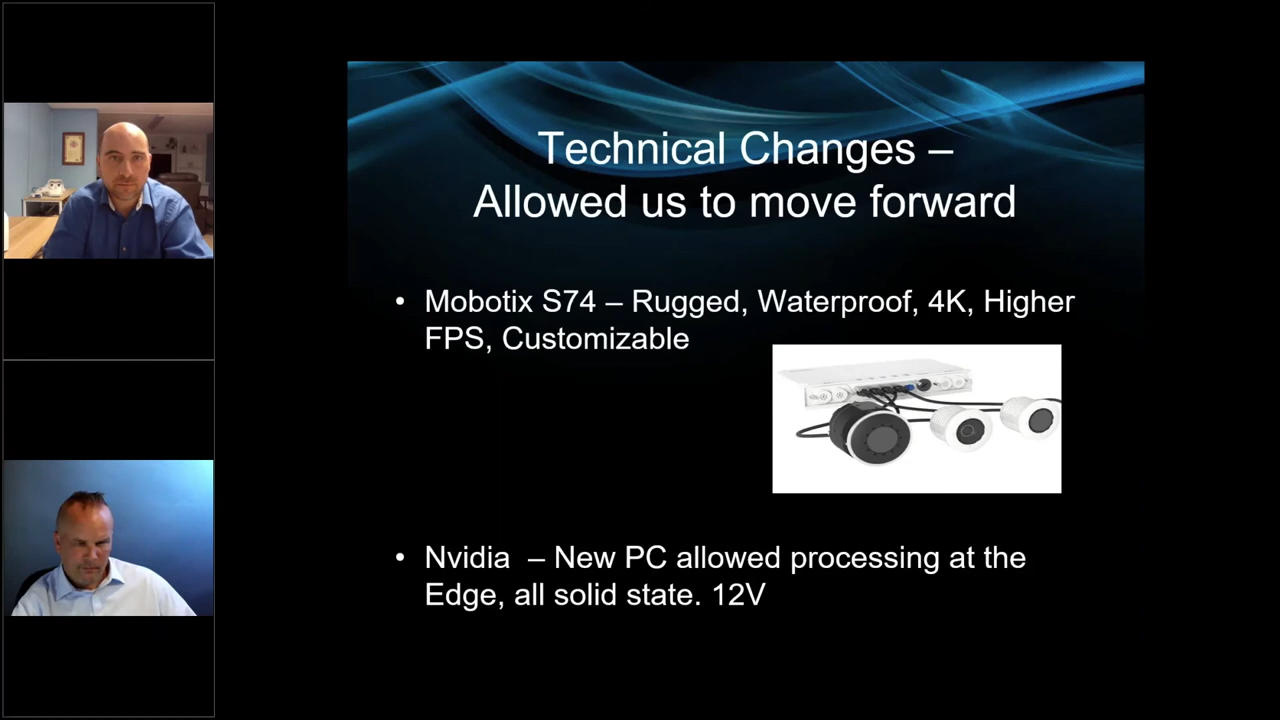 Technical Changes –
Allowed us to move forward
• Mobotix S74 – Rugged, Waterproof, 4K, Higher
FPS, Customizable
• Nvidia – New PC allowed processing at the
Edge, all solid state. 12V